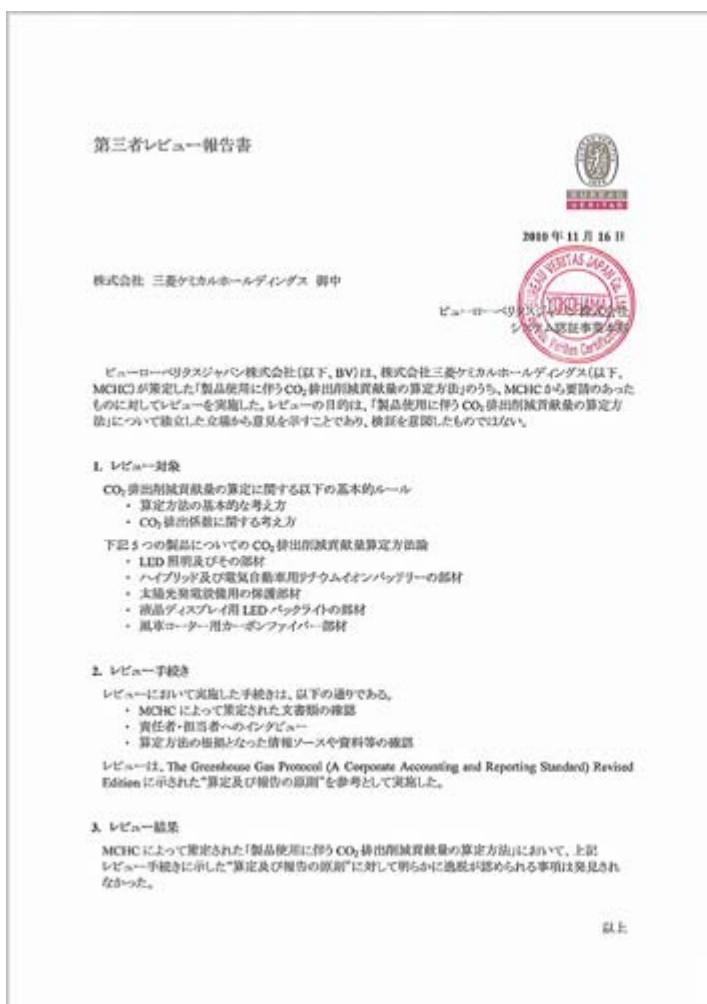 第三者レビュー報告書
BUREAU
VERITAS
2010年11月16日
株式会社 三菱ケミカルホールディングス 御中
BUREAU VERITAS JAPAN Co., Ltd.
YOKOHAMA
Bureau Veritas Certification
ビューローベリタスジャパン株式会社
システム認証事業本部
ビューローベリタスジャパン株式会社(以下、BV)は、株式会社三菱ケミカルホールディングス(以下、
MCHC)が策定した「製品使用に伴うCO₂排出削減貢献量の算定方法」のうち、MCHCから要請のあった
ものに対してレビューを実施した。レビューの目的は、「製品使用に伴うCO₂排出削減貢献量の算定方
法」について独立した立場から意見を示すことであり、検証を意図したものではない。
1. レビュー対象
CO₂排出削減貢献量の算定に関する以下の基本的ルール
・ 算定方法の基本的な考え方
・ CO₂排出係数に関する考え方
下記5つの製品についてのCO₂排出削減貢献量算定方法論
・ LED照明及びその部材
・ ハイブリッド及び電気自動車用リチウムイオンバッテリーの部材
・ 太陽光発電設備用の保護部材
・ 液晶ディスプレイ用LEDバックライトの部材
・ 風車ローター用カーボンファイバー部材
2. レビュー手続き
レビューにおいて実施した手続きは、以下の通りである。
・ MCHCによって策定された文書類の確認
・ 責任者・担当者へのインタビュー
・ 算定方法の根拠となった情報ソースや資料等の確認
レビューは、The Greenhouse Gas Protocol (A Corporate Accounting and Reporting Standard) Revised
Editionに示された“算定及び報告の原則”を参考として実施した。
3. レビュー結果
MCHCによって策定された「製品使用に伴うCO₂排出削減貢献量の算定方法」において、上記
レビュー手続きに示した“算定及び報告の原則”に対して明らかに逸脱が認められる事項は発見され
なかった。
以上